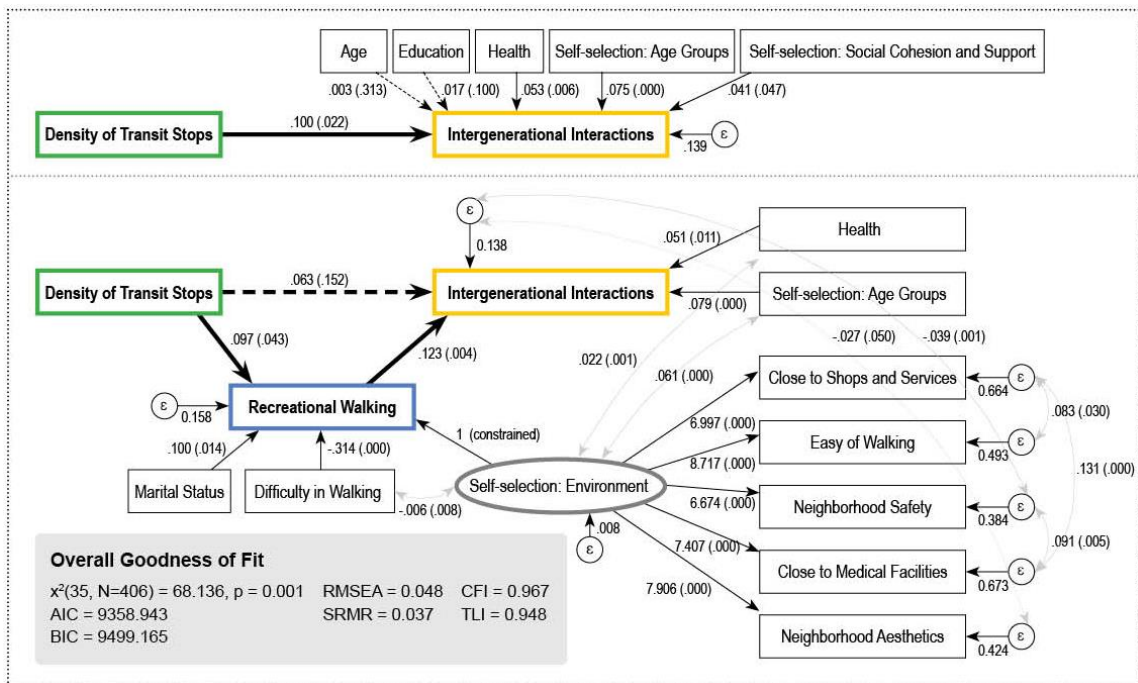 Age
Education
Health
Self-selection: Age Groups
Self-selection: Social Cohesion and Support
.003 (.313)
.017 (.100)
.053 (.006)
.075 (.000)
.041 (.047)
Density of Transit Stops
.100 (.022)
Intergenerational Interactions
ε
.139
ε
0.138
Health
.051 (.011)
Density of Transit Stops
.063 (.152)
Intergenerational Interactions
.079 (.000)
Self-selection: Age Groups
.097 (.043)
.123 (.004)
.022 (.001)
.061 (.000)
-.027 (.050)
-.039 (.001)
ε
0.158
Recreational Walking
Close to Shops and Services
0.664
ε
.083 (.030)
.100 (.014)
-.314 (.000)
1 (constrained)
6.997 (.000)
8.717 (.000)
Easy of Walking
0.493
ε
.131 (.000)
Marital Status
Difficulty in Walking
-.006 (.008)
Self-selection: Environment
6.674 (.000)
Neighborhood Safety
0.384
ε
.091 (.005)
.008
ε
7.407 (.000)
Close to Medical Facilities
0.673
ε
7.906 (.000)
Neighborhood Aesthetics
0.424
ε
Overall Goodness of Fit
x²(35, N=406) = 68.136, p = 0.001 RMSEA = 0.048 CFI = 0.967
AIC = 9358.943 SRMR = 0.037 TLI = 0.948
BIC = 9499.165